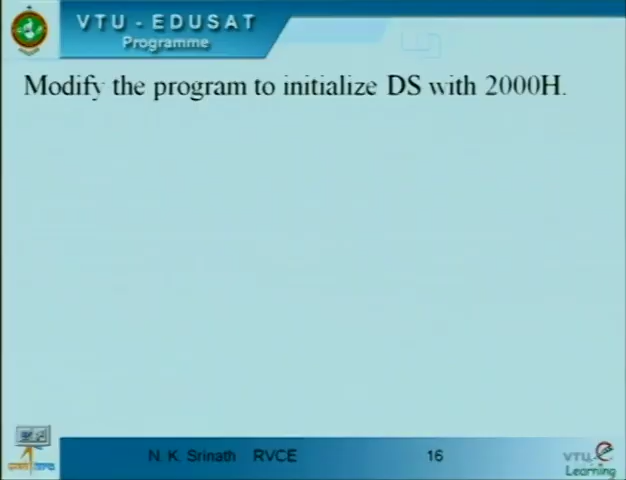 VTU - EDUSAT
Programme
Modify the program to initialize DS with 2000H.
N. K. Srinath RVCE
16
VTU
Learning